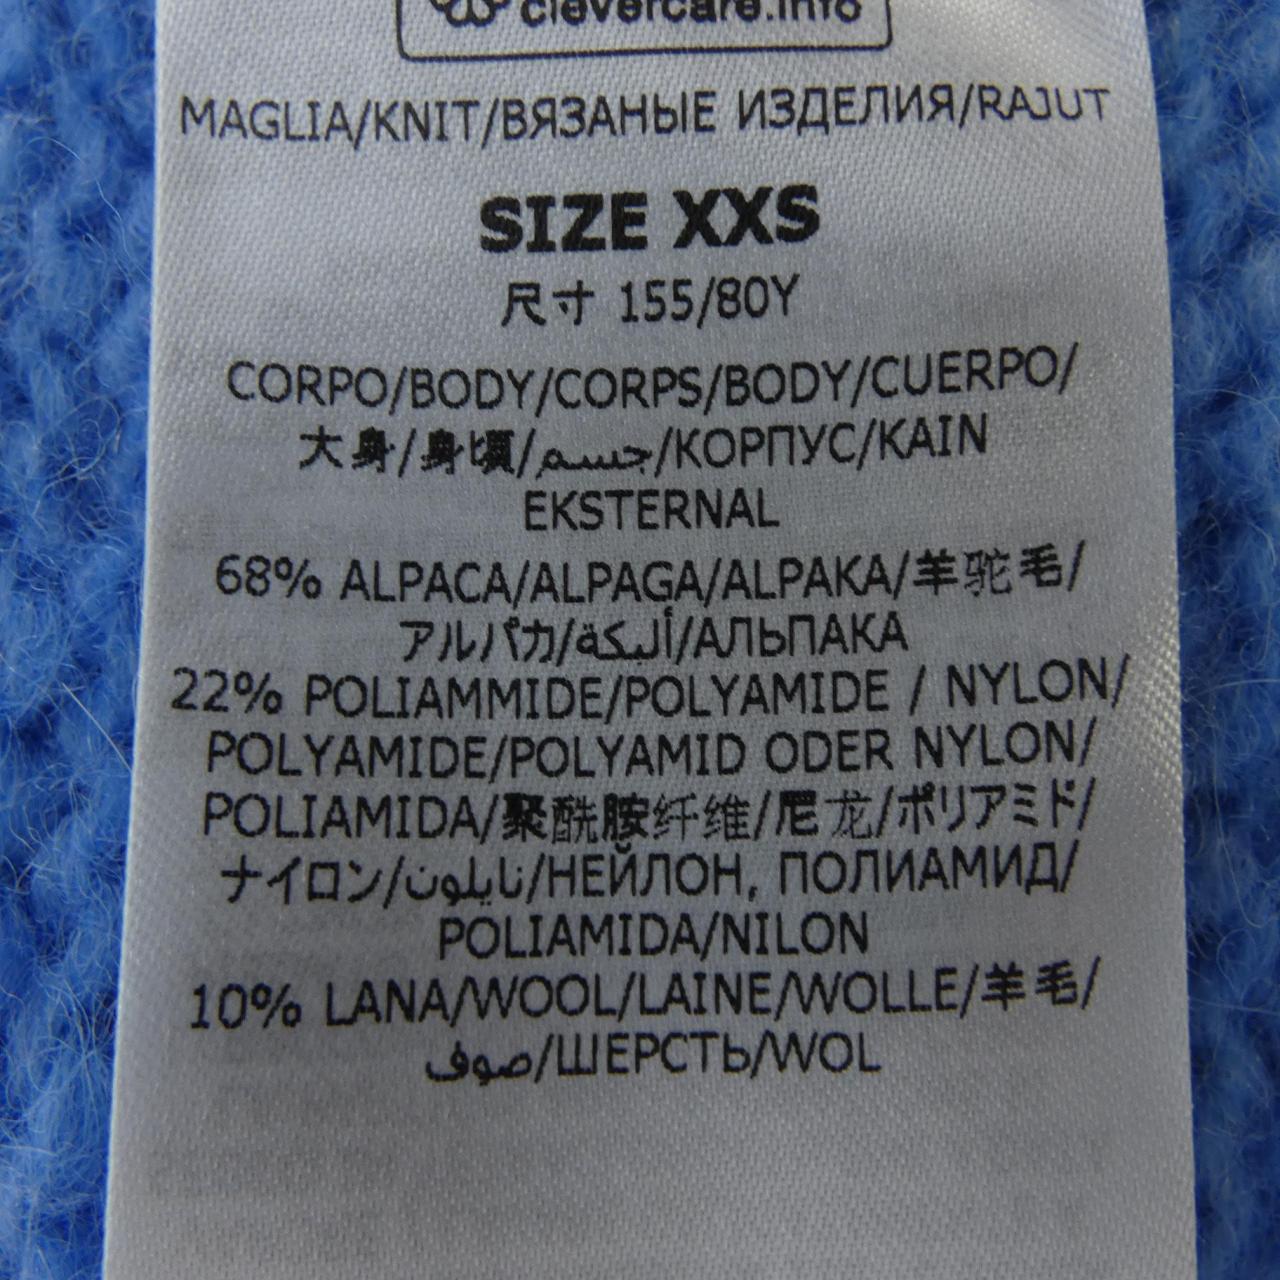 clevercare.info
MAGLIA/KNIT/ВЯЗАНЫЕ ИЗДЕЛИЯ/RAJUT
SIZE XXS
尺寸 155/80Y
CORPO/BODY/CORPS/BODY/CUERPO/
大身/身頃/جسم/КОРПУС/KAIN
EKSTERNAL
68% ALPACA/ALPAGA/ALPAKA/羊驼毛/
アルパカ/ألبكة/АЛЬПАКА
22% POLIAMMIDE/POLYAMIDE / NYLON/
POLYAMIDE/POLYAMID ODER NYLON/
POLIAMIDA/聚酰胺纤维/尼龙/ポリアミド/
ナイロン/نايلون/НЕЙЛОН, ПОЛИАМИД/
POLIAMIDA/NILON
10% LANA/WOOL/LAINE/WOLLE/羊毛/
صوف/ШЕРСТЬ/WOL